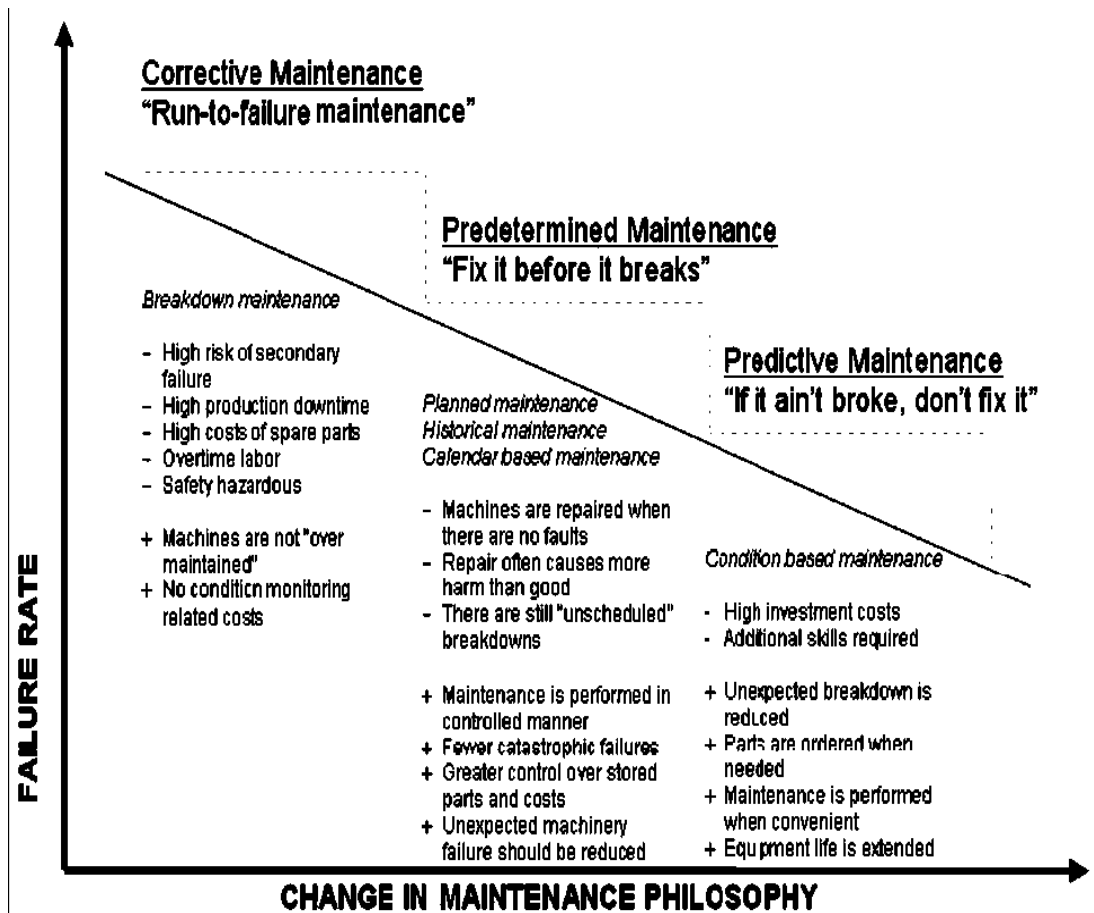 Corrective Maintenance
“Run-to-failure maintenance”
Predetermined Maintenance
“Fix it before it breaks”
Predictive Maintenance
“If it ain't broke, don't fix it”
Breakdown maintenance
- High risk of secondary
failure
- High production downtime
- High costs of spare parts
- Overtime labor
- Safety hazardous
+ Machines are not "over
maintained"
+ No condition monitoring
related costs
Planned maintenance
Historical maintenance
Calendar based maintenance
- Machines are repaired when
there are no faults
- Repair often causes more
harm than good
- There are still "unscheduled"
breakdowns
+ Maintenance is performed in
controlled manner
+ Fewer catastrophic failures
+ Greater control over stored
parts and costs
+ Unexpected machinery
failure should be reduced
Condition based maintenance
- High investment costs
- Additional skills required
+ Unexpected breakdown is
reduced
+ Parts are ordered when
needed
+ Maintenance is performed
when convenient
+ Equipment life is extended
FAILURE RATE
CHANGE IN MAINTENANCE PHILOSOPHY